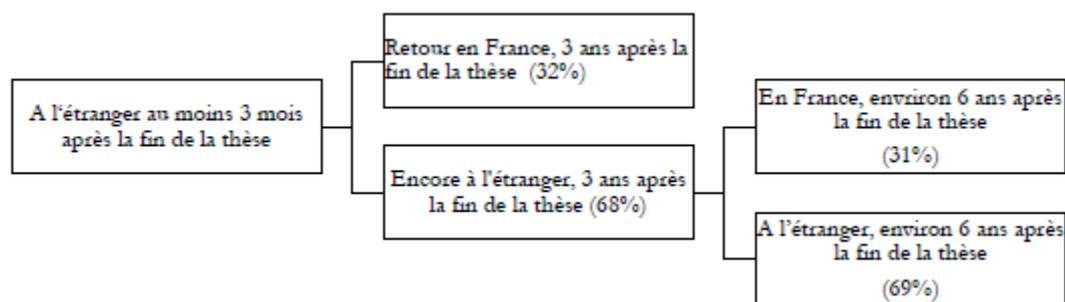 Retour en France, 3 ans après la
fin de la thèse (32%)
A l'étranger au moins 3 mois
après la fin de la thèse
En France, envriron 6 ans après
la fin de la thèse
(31%)
Encore à l'étranger, 3 ans après
la fin de la thèse (68%)
A l'étranger, environ 6 ans après
la fin de la thèse
(69%)